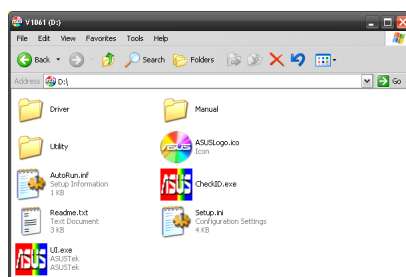 V1061 (D:)
File Edit View Favorites Tools Help
Back Search Folders
Address D:\ Go
Driver
Manual
Utility
ASUSLogo.ico
Icon
AutoRun.inf
Setup Information
1 KB
CheckID.exe
Readme.txt
Text Document
3 KB
Setup.ini
Configuration Settings
4 KB
UI.exe
ASUSTek
ASUSTek